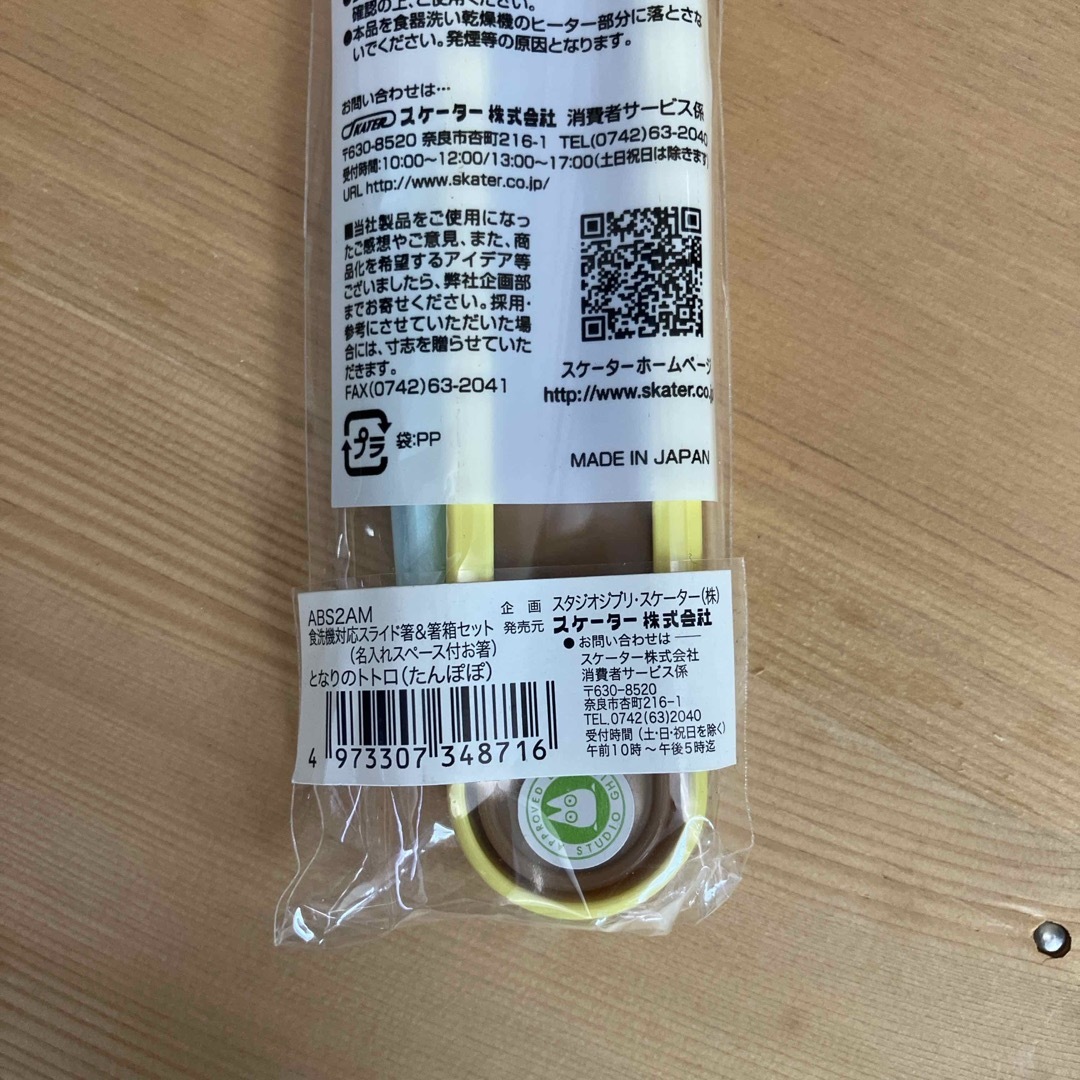 確認の上、ご使用ください。
●本品を食器洗い乾燥機のヒーター部分に落とさな
いでください。発煙等の原因となります。
お問い合わせは…
SKATER スケーター株式会社 消費者サービス係
〒630-8520 奈良市杏町216-1 TEL(0742)63-2040
受付時間:10:00〜12:00/13:00〜17:00(土日祝日は除きます)
URL http://www.skater.co.jp/
■当社製品をご使用になっ
たご感想やご意見、また、商
品化を希望するアイデア等
ございましたら、弊社企画部
までお寄せください。採用・
参考にさせていただいた場
合には、寸志を贈らせていた
だきます。
FAX(0742)63-2041
スケーターホームページ
http://www.skater.co.j
プラ 袋:PP
MADE IN JAPAN
ABS2AM
食洗機対応スライド箸&箸箱セット
(名入れスペース付お箸)
となりのトトロ(たんぽぽ)
4 973307 348716
企画 スタジオジブリ・スケーター(株)
発売元 スケーター株式会社
●お問い合わせは
スケーター株式会社
消費者サービス係
〒630-8520
奈良市杏町216-1
TEL.0742(63)2040
受付時間(土・日・祝日を除く)
午前10時〜午後5時迄
APPROVED STUDIO GHI